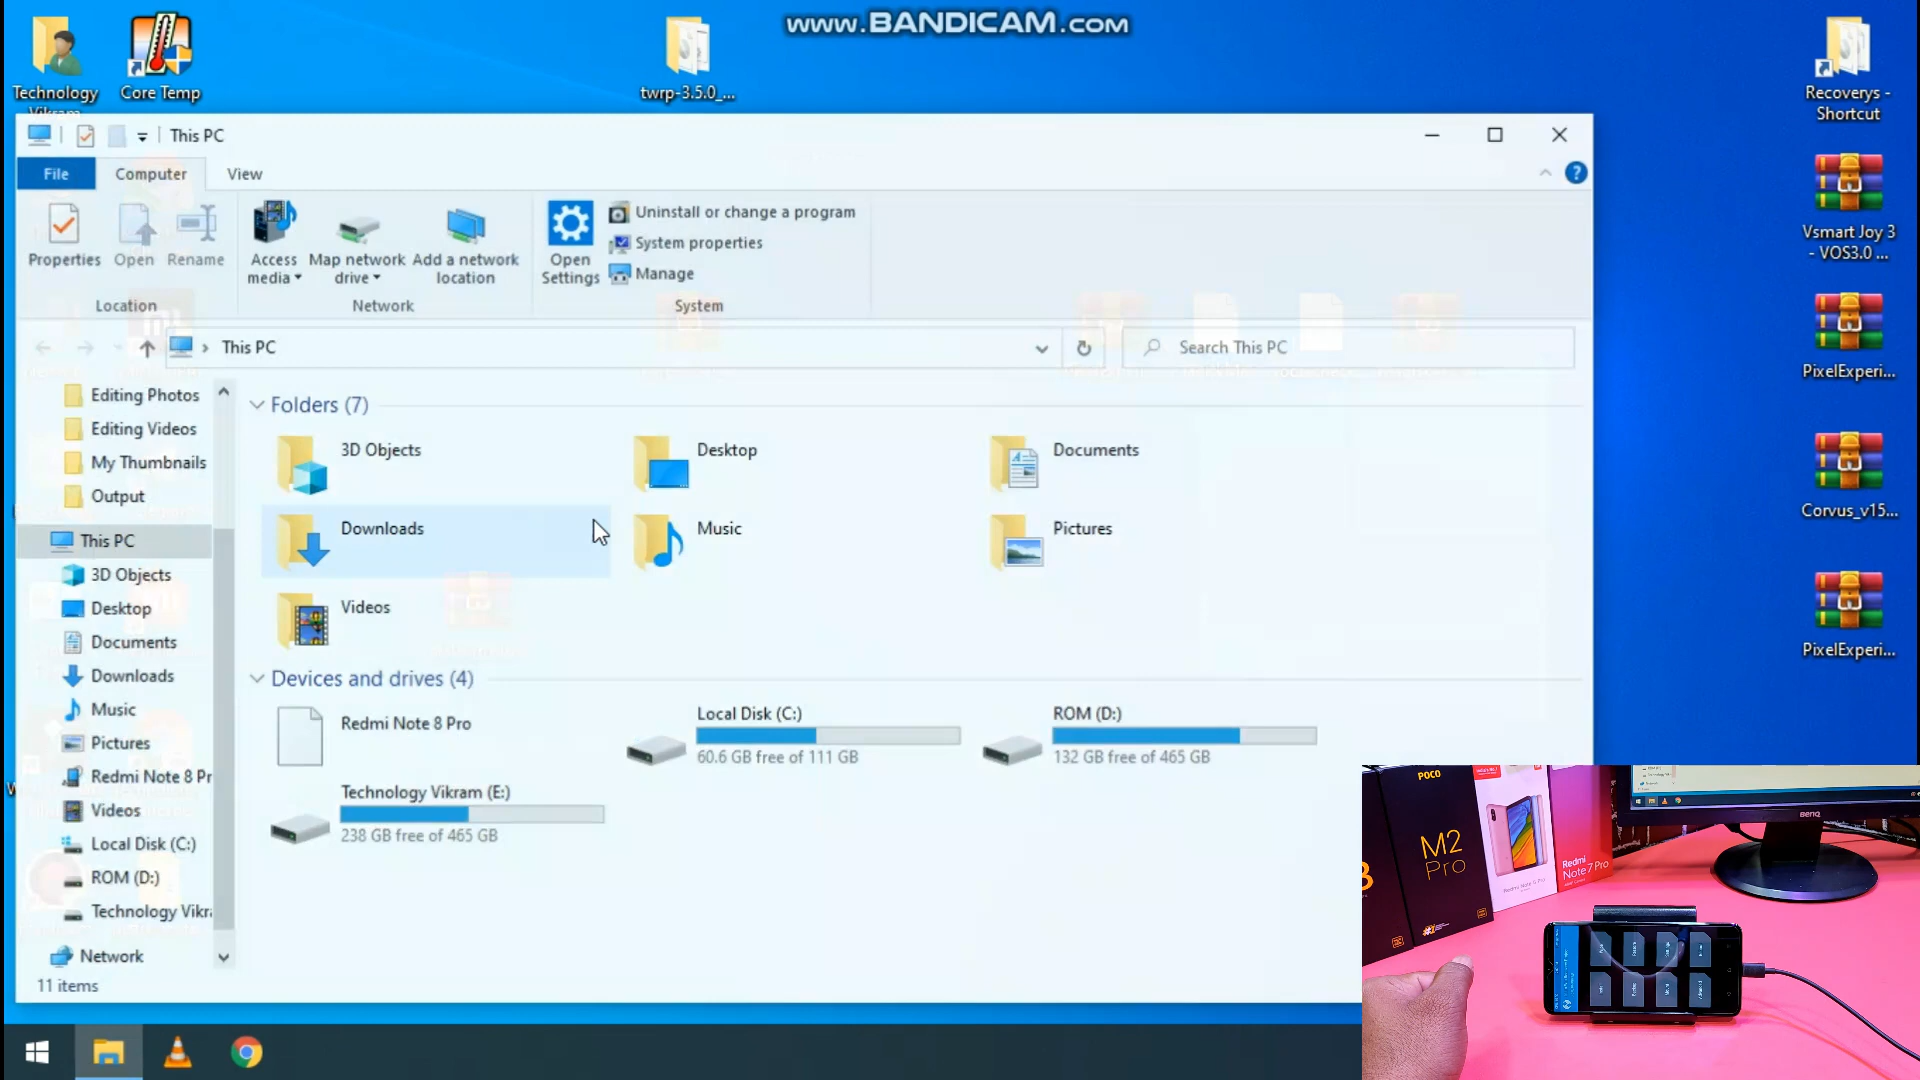 www.BANDICAM.com
Technology
Vikram
Core Temp
twrp-3.5.0_...
Recoverys -
Shortcut
This PC
File
Computer
View
Properties
Open
Rename
Access
media
Map network
drive
Add a network
location
Open
Settings
Uninstall or change a program
System properties
Manage
Location
Network
System
This PC
Search This PC
Vsmart Joy 3
- VOS3.0 ...
PixelExperi...
Corvus_v15...
PixelExperi...
Editing Photos
Editing Videos
My Thumbnails
Output
This PC
3D Objects
Desktop
Documents
Downloads
Music
Pictures
Redmi Note 8 Pr
Videos
Local Disk (C:)
ROM (D:)
Technology Vikr
Network
Folders (7)
3D Objects
Desktop
Documents
Downloads
Music
Pictures
Videos
Devices and drives (4)
Redmi Note 8 Pro
Local Disk (C:)
60.6 GB free of 111 GB
ROM (D:)
132 GB free of 465 GB
Technology Vikram (E:)
238 GB free of 465 GB
11 items
POCO
M2
Pro
Redmi
Note 7 Pro
BenQ